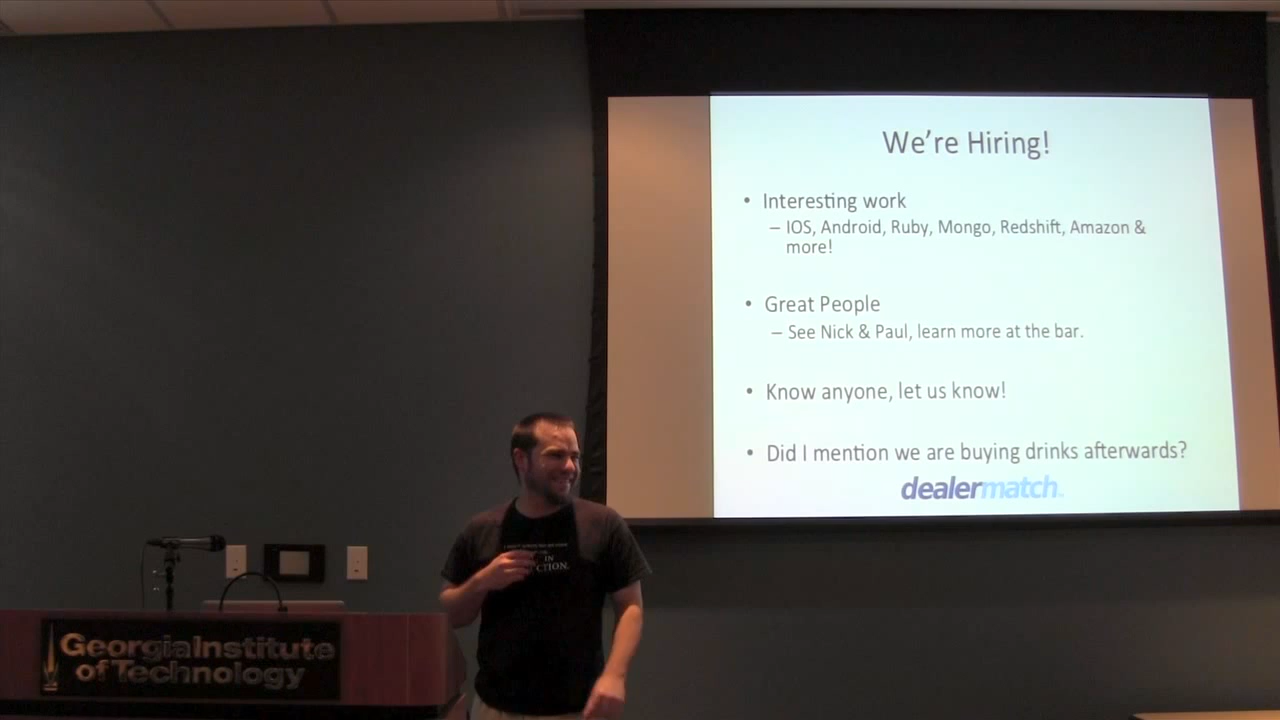 We're Hiring!
• Interesting work
– IOS, Android, Ruby, Mongo, Redshift, Amazon &
more!
• Great People
– See Nick & Paul, learn more at the bar.
• Know anyone, let us know!
• Did I mention we are buying drinks afterwards?
dealermatch
IN
CTION.
GeorgiaInstitute
of Technology